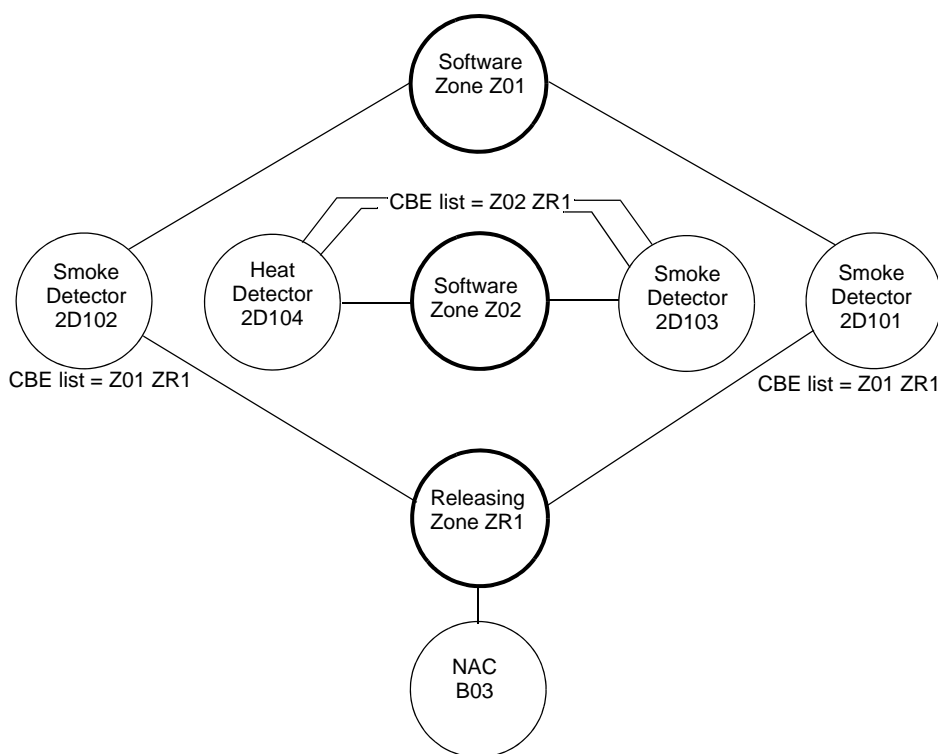 Software
Zone Z01
CBE list = Z02 ZR1
Smoke
Detector
2D102
Heat
Detector
2D104
Software
Zone Z02
Smoke
Detector
2D103
Smoke
Detector
2D101
CBE list = Z01 ZR1
CBE list = Z01 ZR1
Releasing
Zone ZR1
NAC
B03